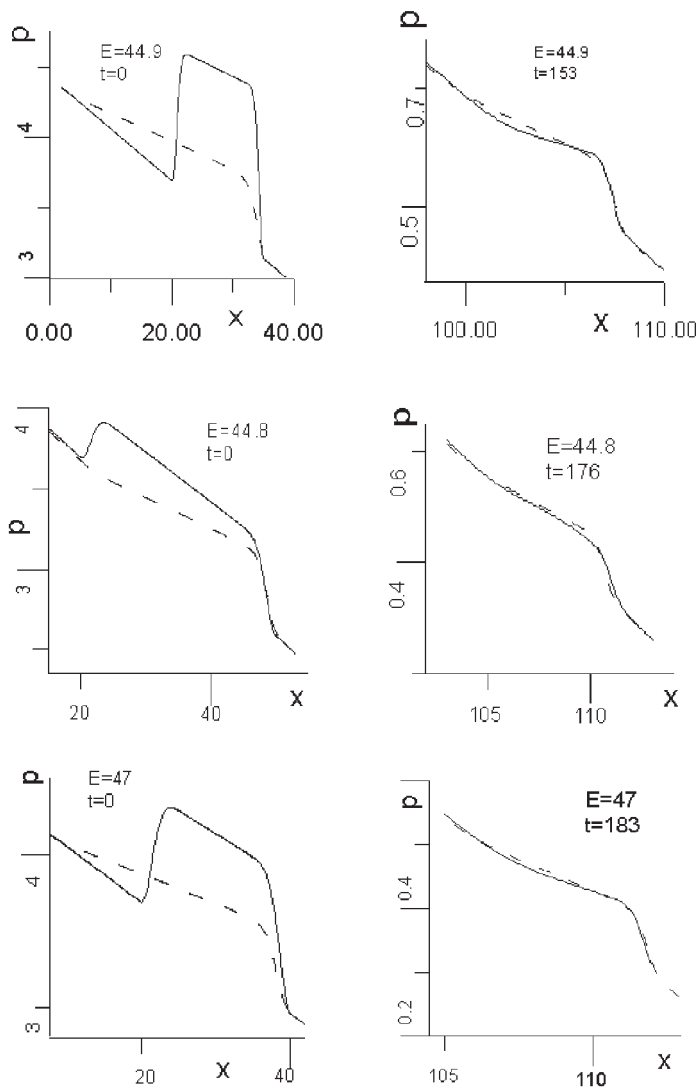 p
E=44.9
t=0
4
3
0.00
20.00
40.00
x
p
E=44.9
t=153
0.7
0.5
100.00
110.00
x
p
E=44.8
t=0
4
3
20
40
x
p
E=44.8
t=176
0.6
0.4
105
110
x
p
E=47
t=0
4
3
20
40
x
p
E=47
t=183
0.4
0.2
105
110
x